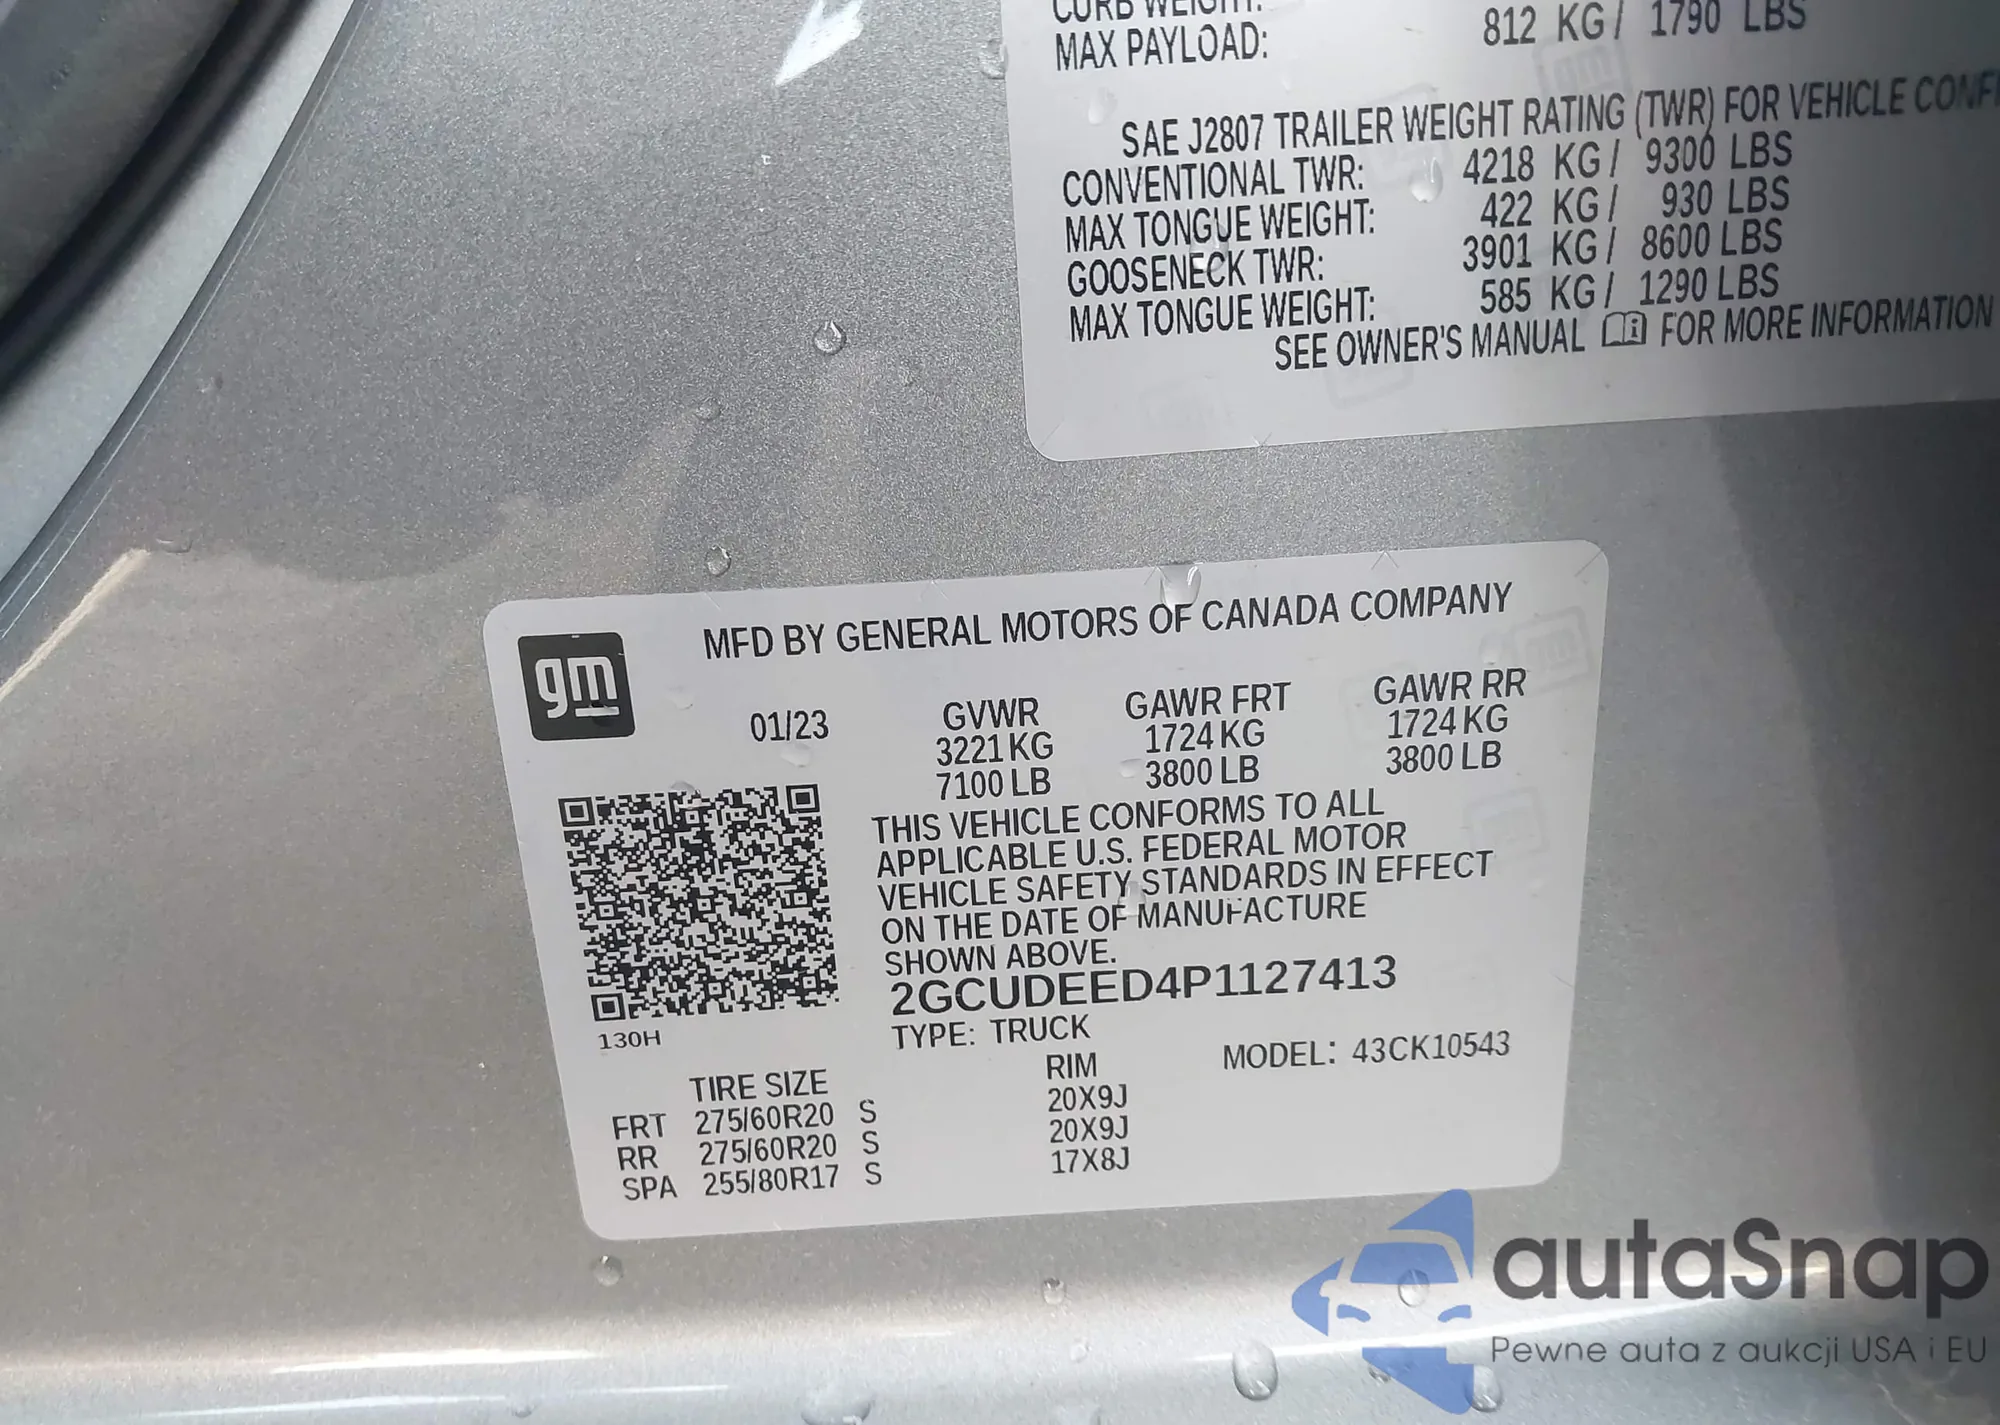 CURB WEIGHT:
MAX PAYLOAD: 812 KG / 1790 LBS
SAE J2807 TRAILER WEIGHT RATING (TWR) FOR VEHICLE
CONVENTIONAL TWR: 4218 KG / 9300 LBS
MAX TONGUE WEIGHT: 422 KG / 930 LBS
GOOSENECK TWR: 3901 KG / 8600 LBS
MAX TONGUE WEIGHT: 585 KG / 1290 LBS
SEE OWNER'S MANUAL FOR MORE INFORMATION
gm
MFD BY GENERAL MOTORS OF CANADA COMPANY
01/23 GVWR GAWR FRT GAWR RR
3221 KG 1724 KG 1724 KG
7100 LB 3800 LB 3800 LB
THIS VEHICLE CONFORMS TO ALL
APPLICABLE U.S. FEDERAL MOTOR
VEHICLE SAFETY STANDARDS IN EFFECT
ON THE DATE OF MANUFACTURE
SHOWN ABOVE.
2GCUDEED4P1127413
130H
TYPE: TRUCK MODEL: 43CK10543
TIRE SIZE RIM
FRT 275/60R20 S 20X9J
RR 275/60R20 S 20X9J
SPA 255/80R17 S 17X8J
autaSnap
Pewne auta z aukcji USA i EU